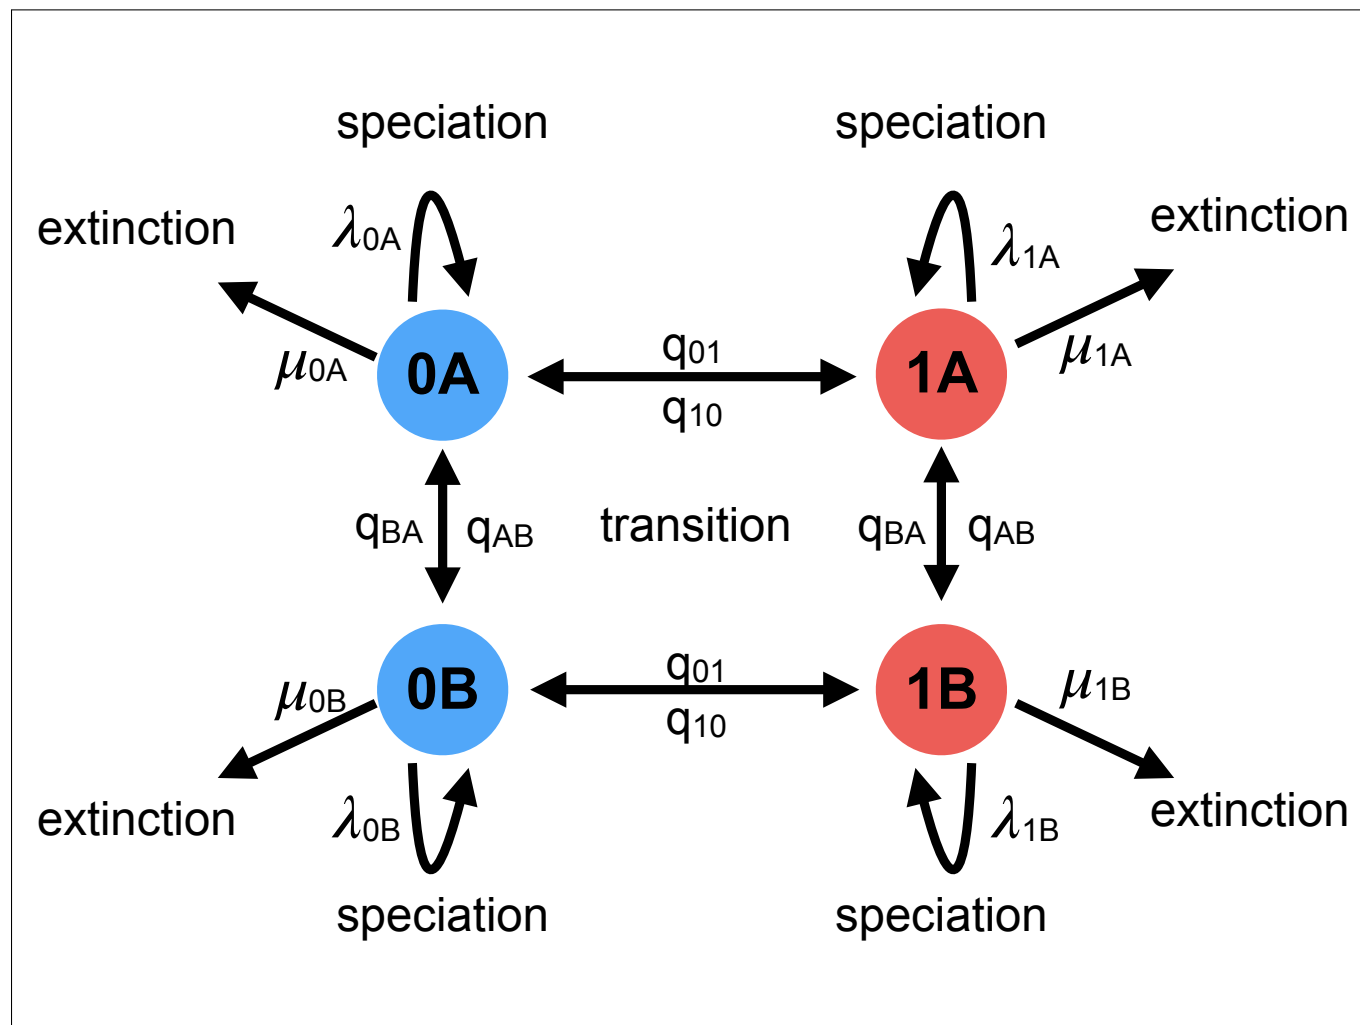 speciation speciation
extinction λ0A λ1A extinction
μ0A 0A q01 1A μ1A
q10
qBA qAB transition qBA qAB
μ0B 0B q01 1B μ1B
q10
extinction λ0B λ1B extinction
speciation speciation